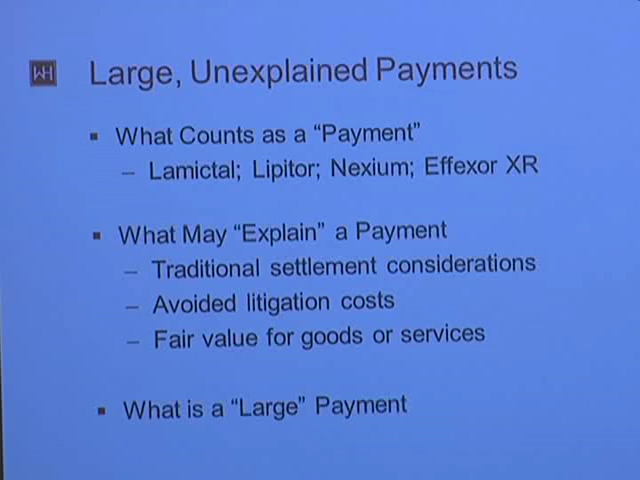 WH
Large, Unexplained Payments
▪ What Counts as a “Payment”
– Lamictal; Lipitor; Nexium; Effexor XR
▪ What May “Explain” a Payment
– Traditional settlement considerations
– Avoided litigation costs
– Fair value for goods or services
▪ What is a “Large” Payment